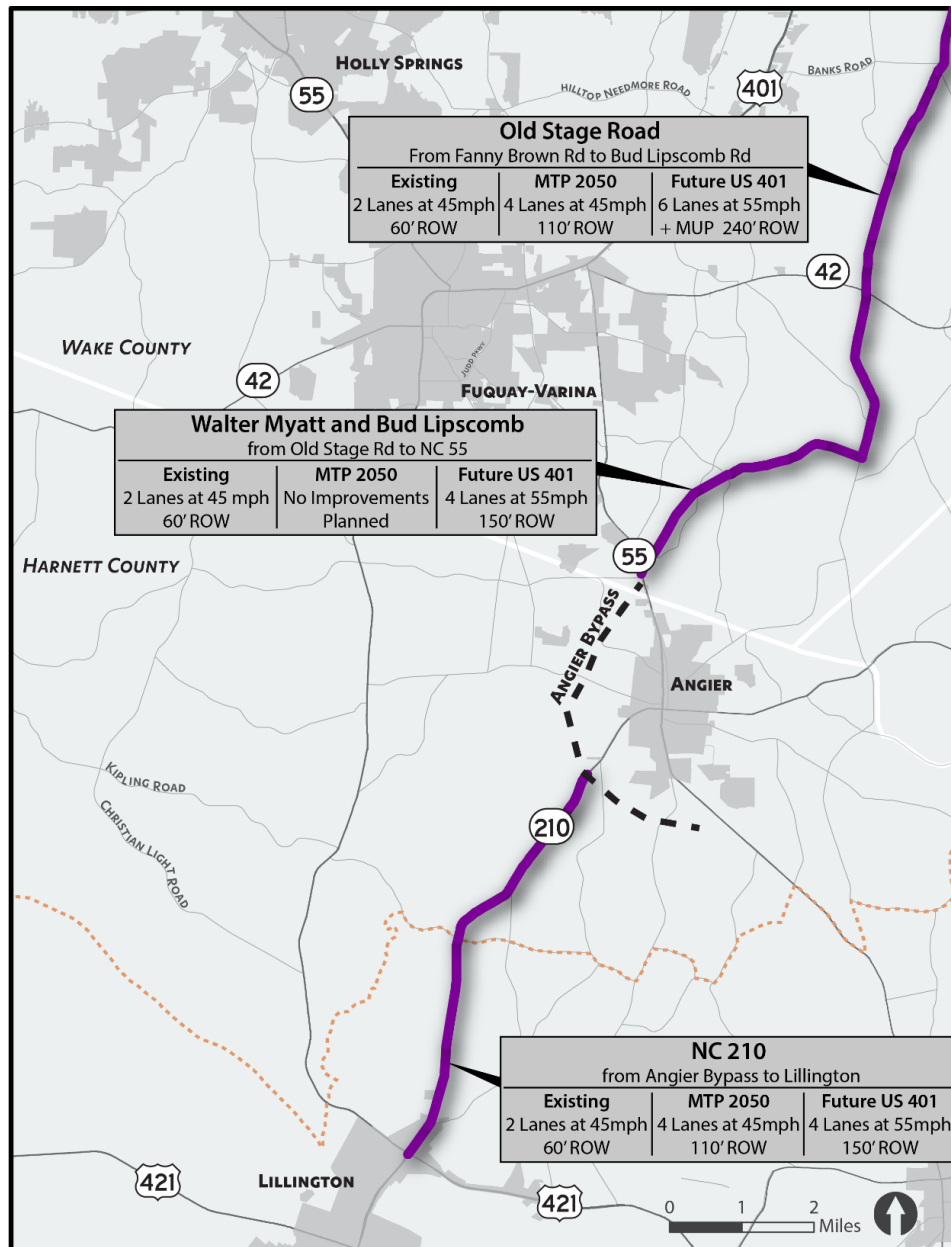 Holly Springs
55
401
Banks Road
Hilltop Needmore Road
Old Stage Road
From Fanny Brown Rd to Bud Lipscomb Rd
Existing MTP 2050 Future US 401
2 Lanes at 45mph 4 Lanes at 45mph 6 Lanes at 55mph
60' ROW 110' ROW + MUP 240' ROW
42
Wake County
42
Judd Pkwy
Fuquay-Varina
Walter Myatt and Bud Lipscomb
from Old Stage Rd to NC 55
Existing MTP 2050 Future US 401
2 Lanes at 45 mph No Improvements 4 Lanes at 55mph
60' ROW Planned 150' ROW
55
Harnett County
Angier Bypass
Angier
Kipling Road
Christian Light
Road
210
NC 210
from Angier Bypass to Lillington
Existing MTP 2050 Future US 401
2 Lanes at 45mph 4 Lanes at 45mph 4 Lanes at 55mph
60' ROW 110' ROW 150' ROW
Lillington
421
421
0 1 2
Miles